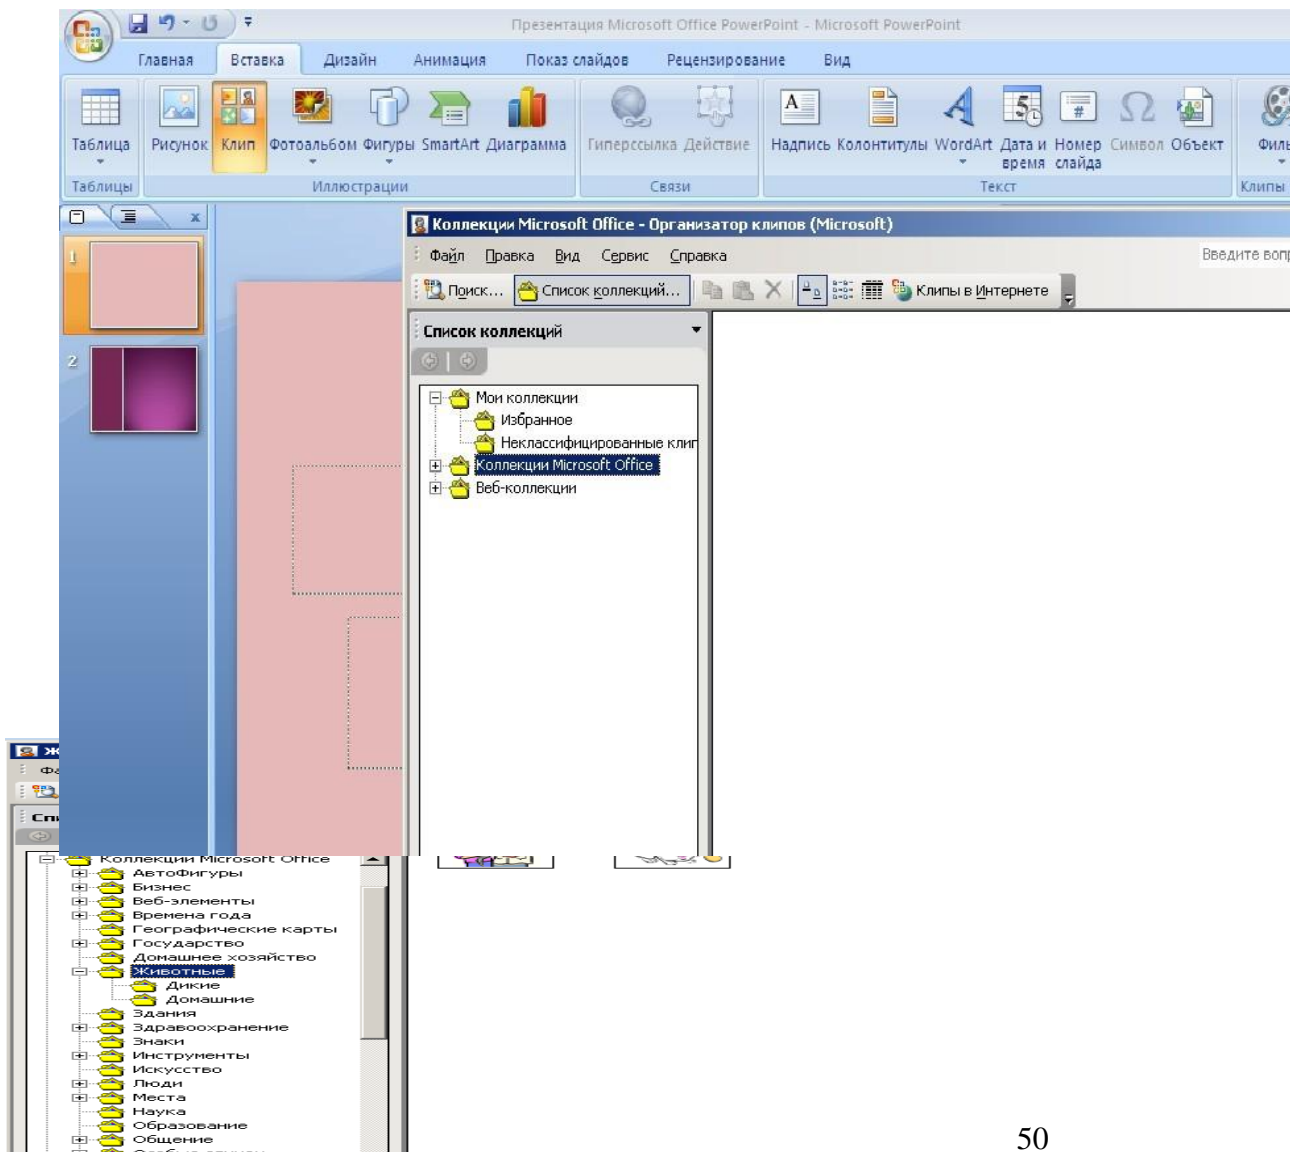 Презентация Microsoft Office PowerPoint - Microsoft PowerPoint
Главная Вставка Дизайн Анимация Показ слайдов Рецензирование Вид
Таблица Рисунок Клип Фотоальбом Фигуры SmartArt Диаграмма Гиперссылка Действие Надпись Колонтитулы WordArt Дата и время Номер слайда Символ Объект
Таблицы Иллюстрации Связи Текст Клипы
1
2
Коллекции Microsoft Office - Организатор клипов (Microsoft)
Файл Правка Вид Сервис Справка Введите
Поиск... Список коллекций... Клипы в Интернете
Список коллекций
Мои коллекции
Избранное
Неклассифицированные
Коллекции Microsoft Office
Веб-коллекции
Коллекции Microsoft Office
АвтоФигуры
Бизнес
Веб-элементы
Времена года
Географические карты
Государство
Домашнее хозяйство
Животные
Дикие
Домашние
Здания
Здравоохранение
Знаки
Инструменты
Искусство
Люди
Места
Наука
Образование
Общение
50